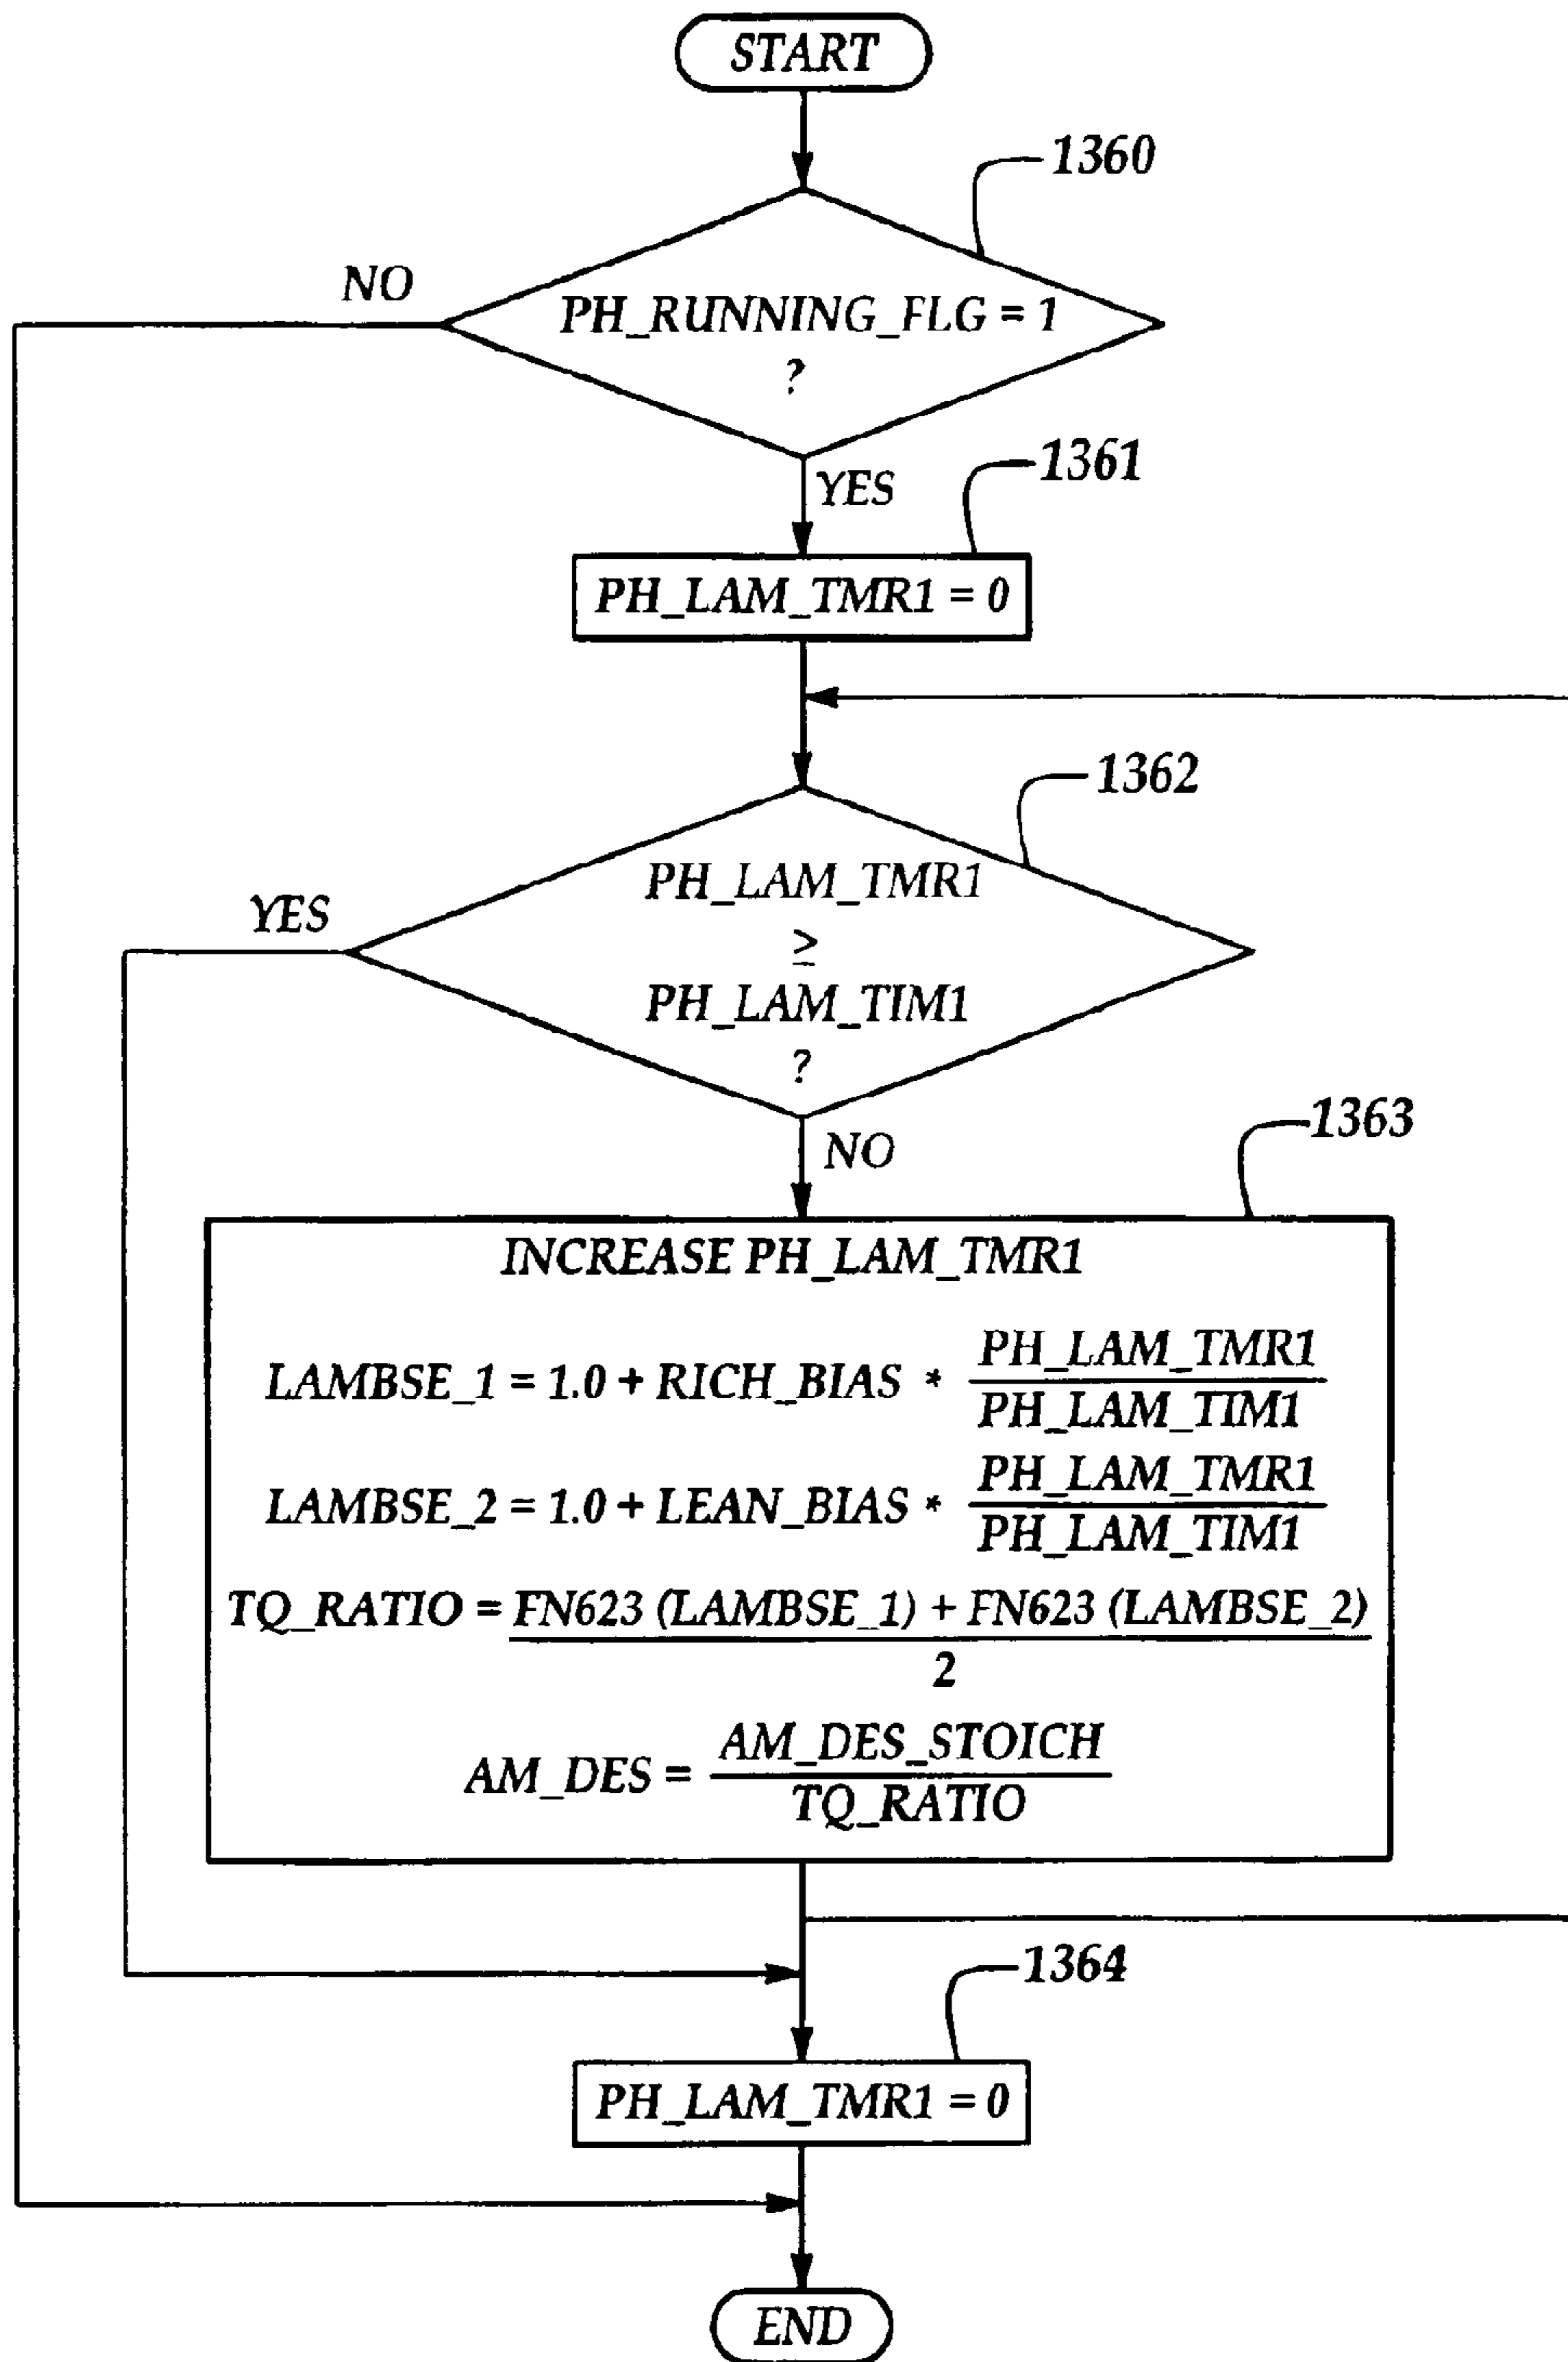 START
1360
NO
PH_RUNNING_FLG = 1
?
1361
YES
PH_LAM_TMR1 = 0
1362
PH_LAM_TMR1
YES
≥
PH_LAM_TIM1
?
1363
NO
INCREASE PH_LAM_TMR1
LAMBSE_1 = 1.0 + RICH_BIAS * PH_LAM_TMR1
PH_LAM_TIM1
LAMBSE_2 = 1.0 + LEAN_BIAS * PH_LAM_TMR1
PH_LAM_TIM1
TQ_RATIO = FN623 (LAMBSE_1) + FN623 (LAMBSE_2)
2
AM_DES = AM_DES_STOICH
TQ_RATIO
1364
PH_LAM_TMR1 = 0
END